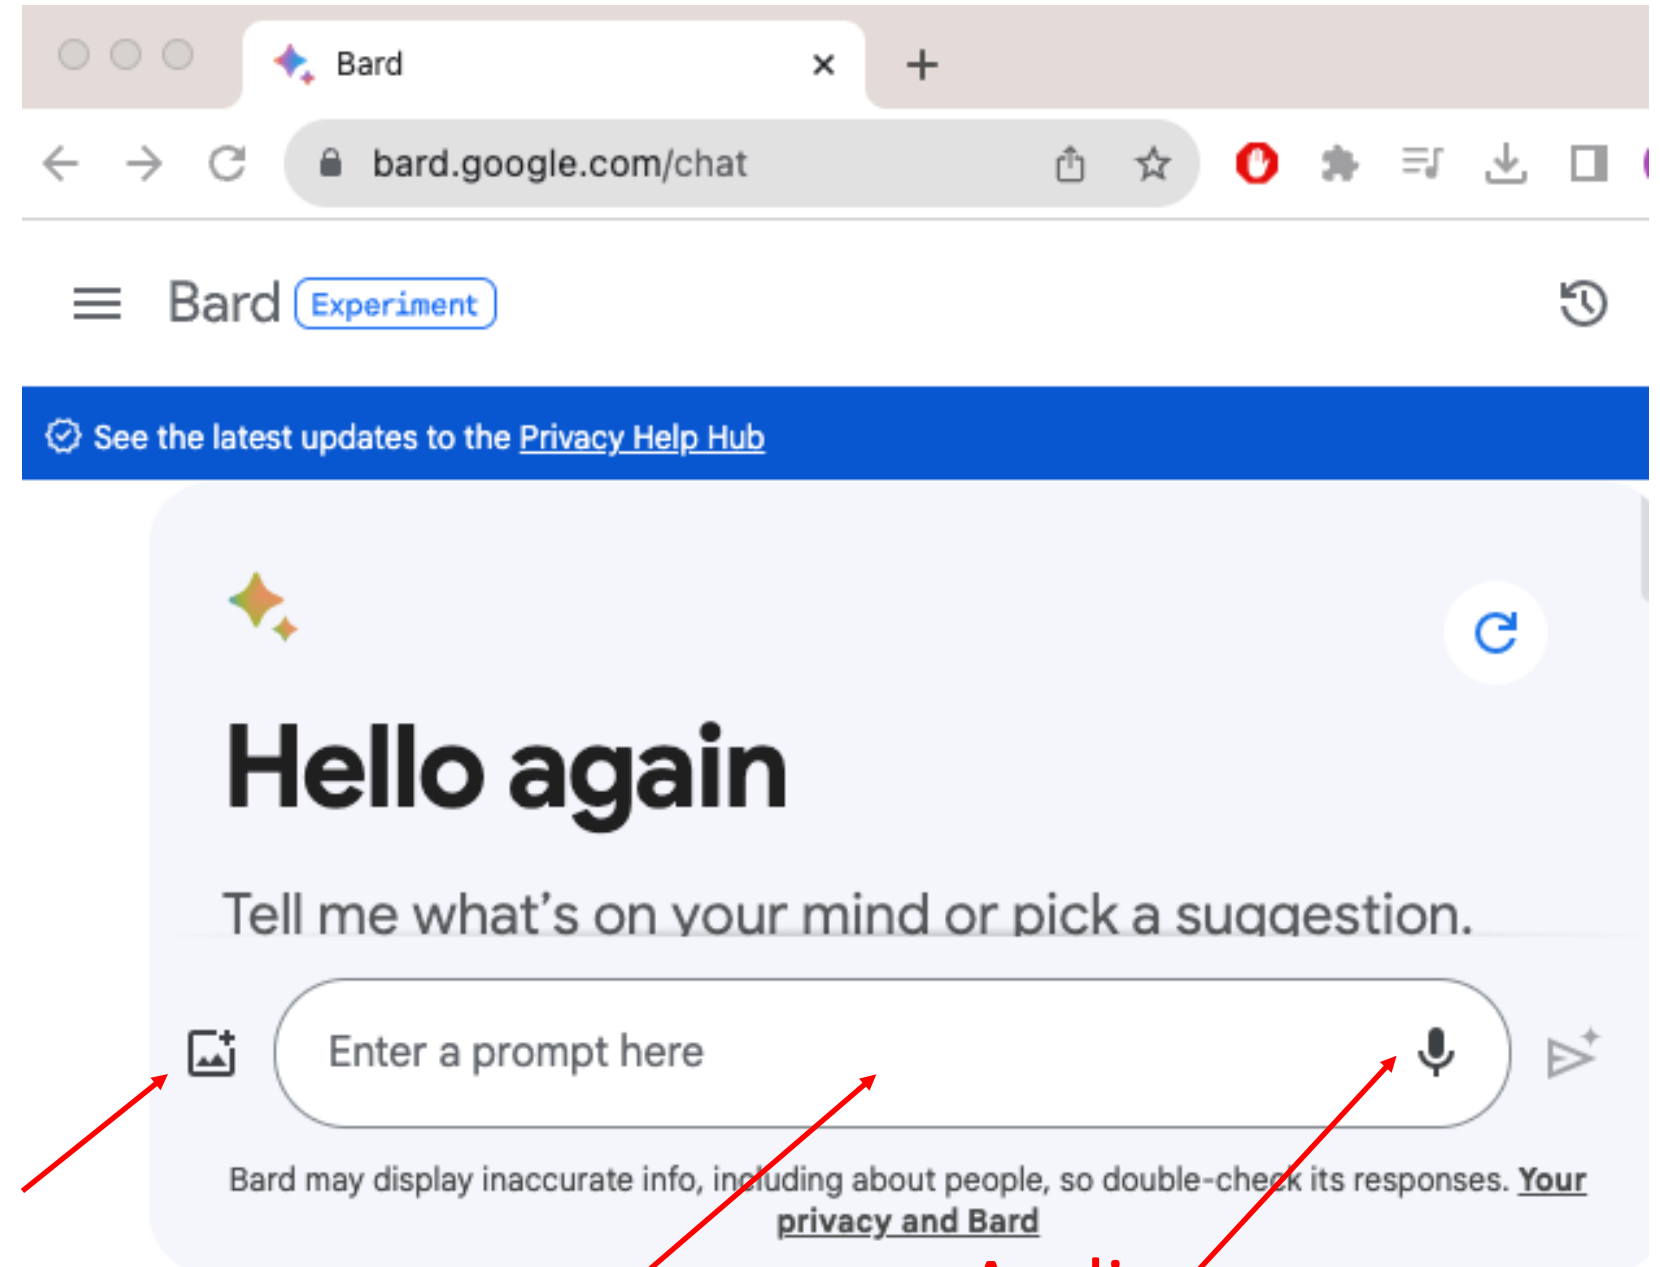 Bard
bard.google.com/chat
Bard Experiment
See the latest updates to the Privacy Help Hub
Hello again
Tell me what's on your mind or pick a suggestion.
Enter a prompt here
Bard may display inaccurate info, including about people, so double-check its responses. Your
privacy and Bard